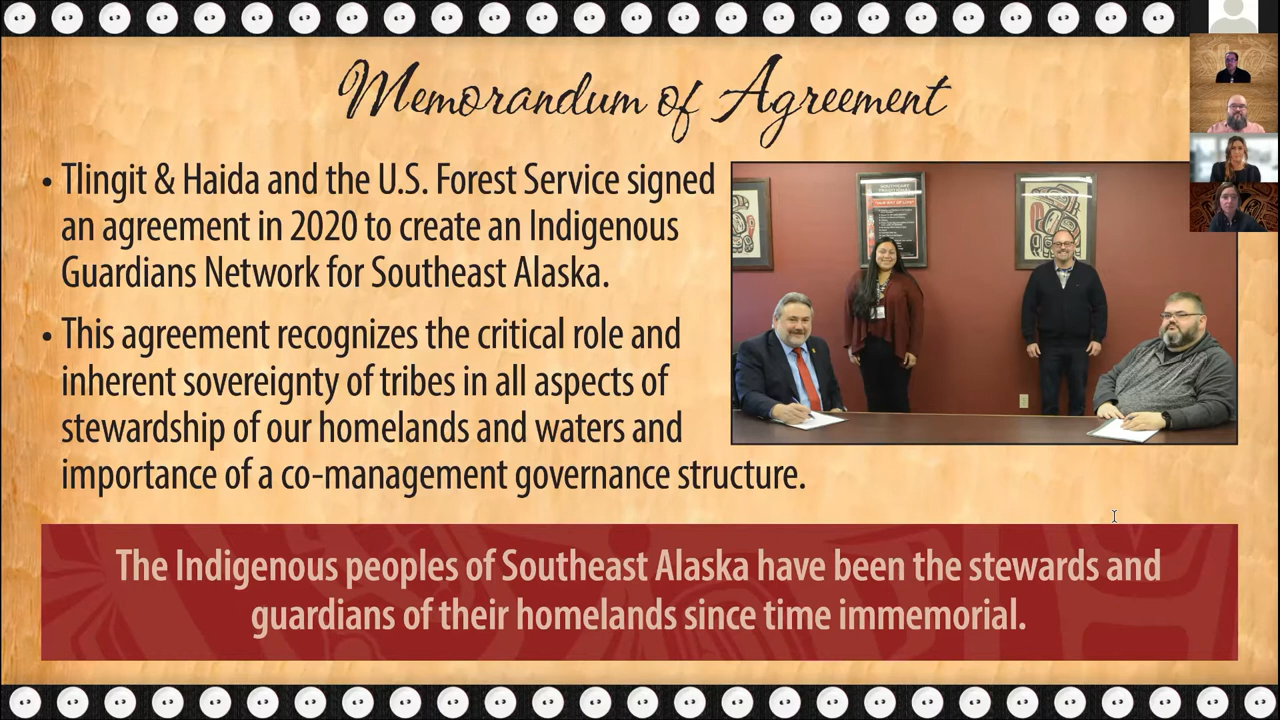 Memorandum of Agreement
• Tlingit & Haida and the U.S. Forest Service signed
an agreement in 2020 to create an Indigenous
Guardians Network for Southeast Alaska.
• This agreement recognizes the critical role and
inherent sovereignty of tribes in all aspects of
stewardship of our homelands and waters and
importance of a co-management governance structure.
The Indigenous peoples of Southeast Alaska have been the stewards and
guardians of their homelands since time immemorial.